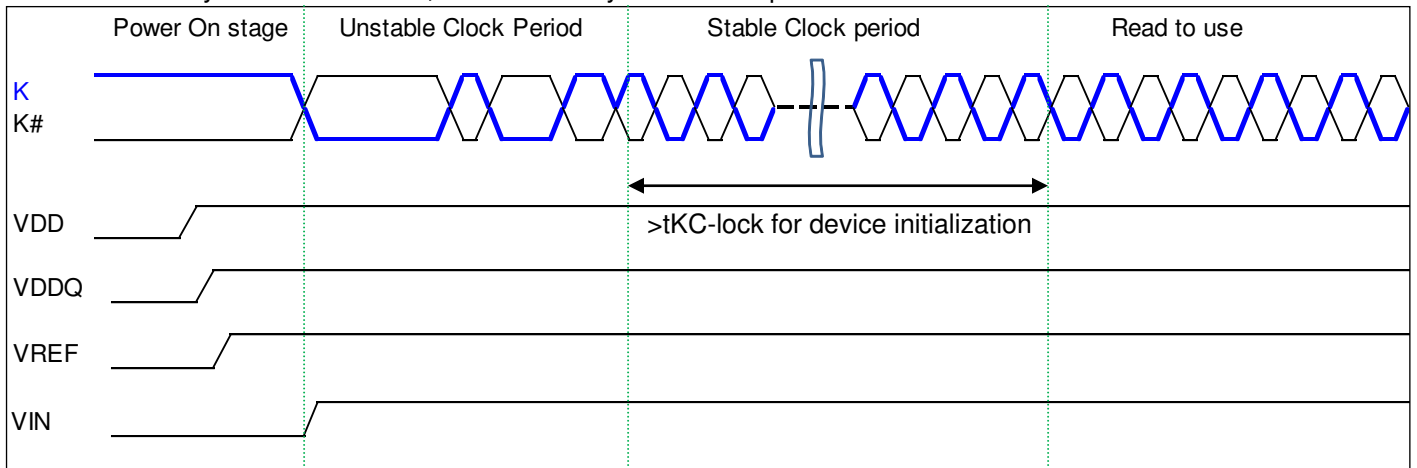 Power On stage Unstable Clock Period Stable Clock period Read to use
K
K#
>tKC-lock for device initialization
VDD
VDDQ
VREF
VIN